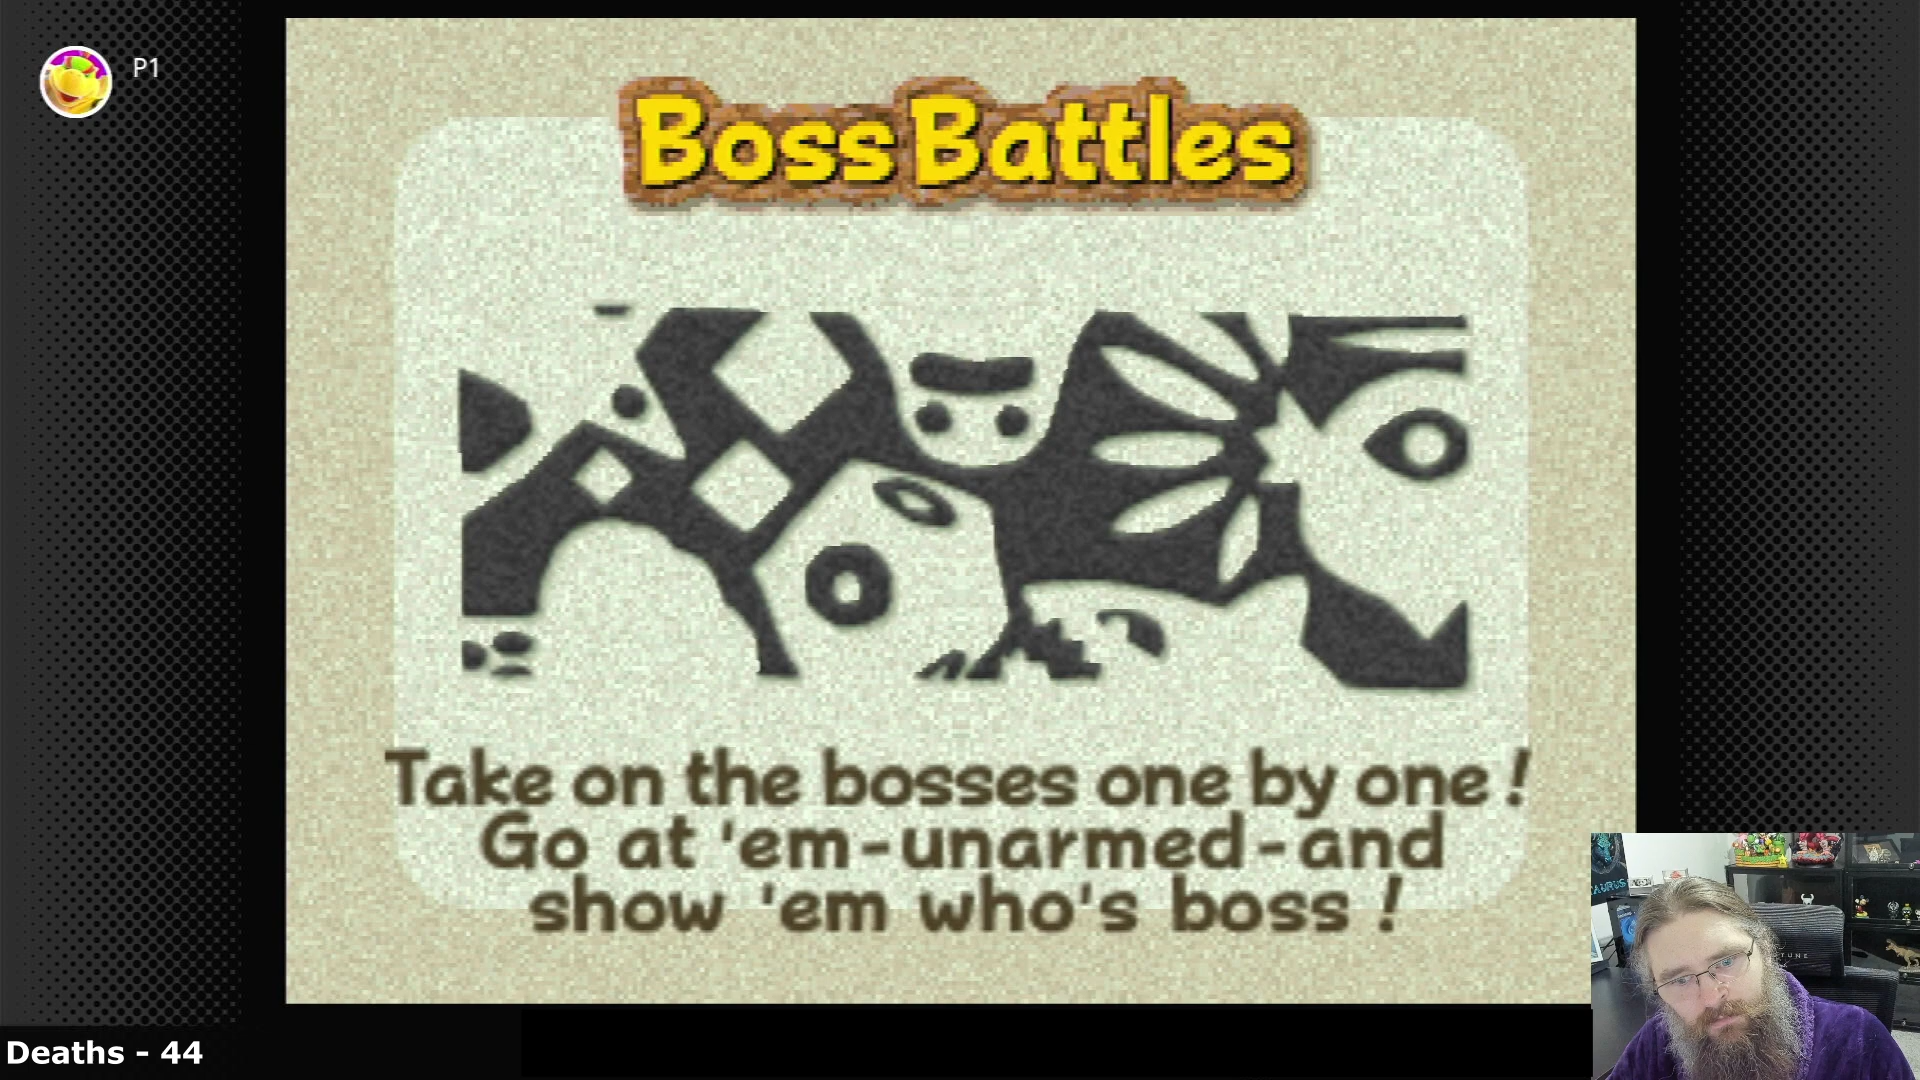 P1
Boss Battles
Take on the bosses one by one !
Go at 'em-unarmed-and
show 'em who's boss !
Deaths - 44